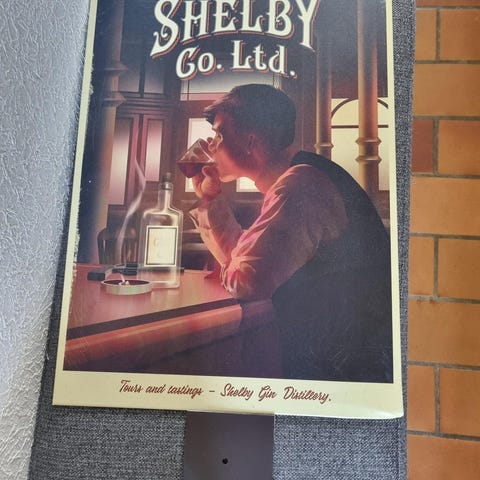 SHELBY
Co. Ltd.
Tours and tastings - Shelby Gin Distillery.